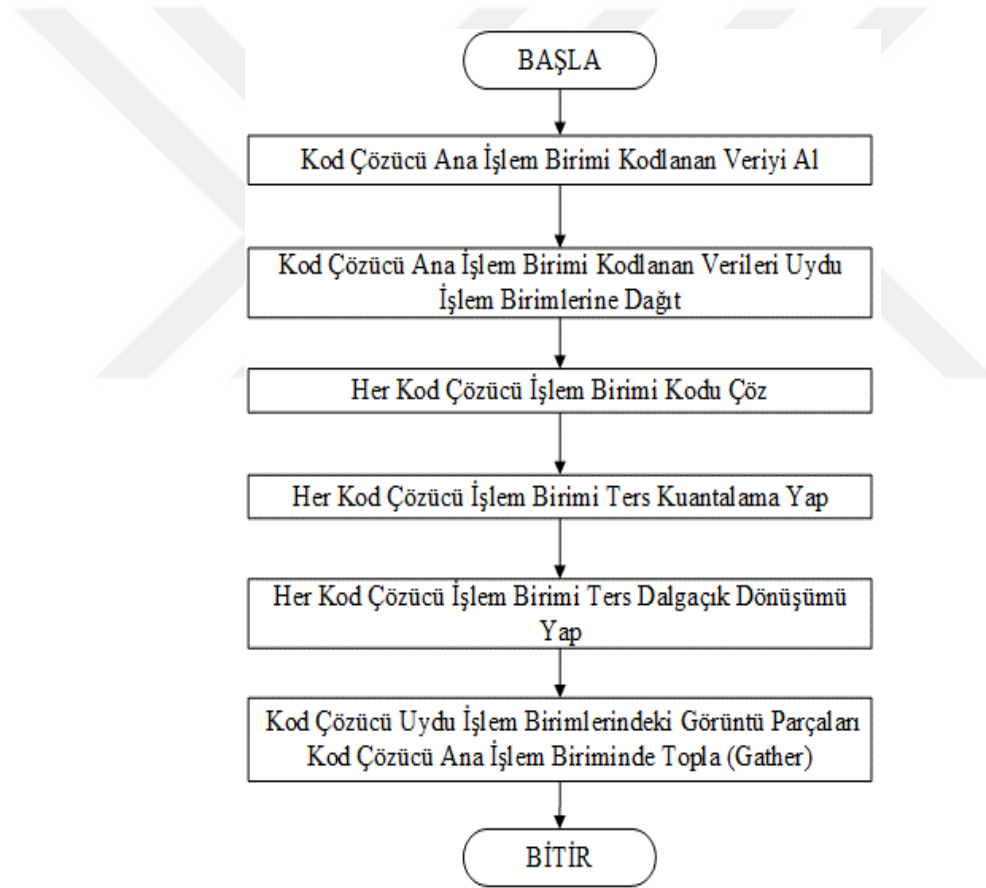 BAŞLA
Kod Çözücü Ana İşlem Birimi Kodlanan Veriyi Al
Kod Çözücü Ana İşlem Birimi Kodlanan Verileri Uydu
İşlem Birimlerine Dağıt
Her Kod Çözücü İşlem Birimi Kodu Çöz
Her Kod Çözücü İşlem Birimi Ters Kuantalama Yap
Her Kod Çözücü İşlem Birimi Ters Dalgaçık Dönüşümü
Yap
Kod Çözücü Uydu İşlem Birimlerindeki Görüntü Parçaları
Kod Çözücü Ana İşlem Biriminde Topla (Gather)
BİTİR